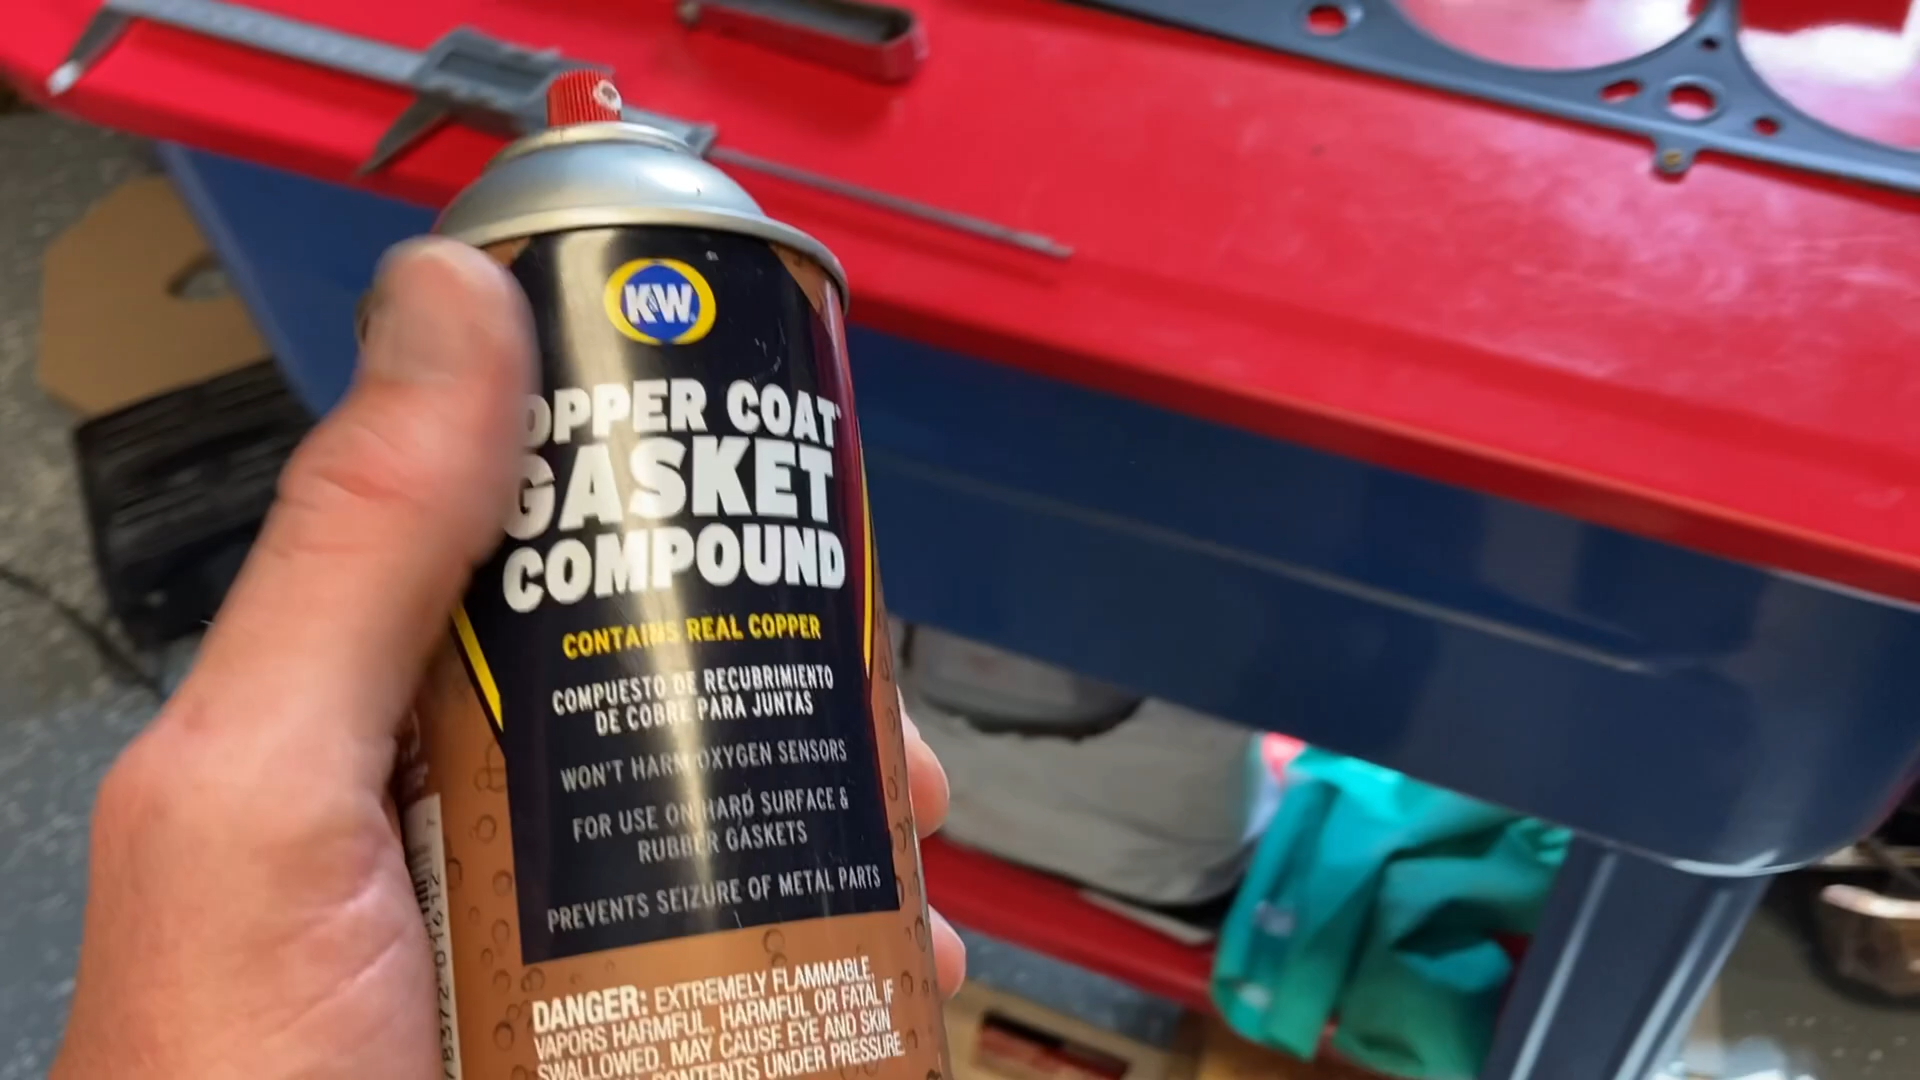 K&W
OPPER COAT
GASKET
COMPOUND
CONTAINS REAL COPPER
COMPUESTO DE RECUBRIMIENTO
DE COBRE PARA JUNTAS
WON'T HARM OXYGEN SENSORS
FOR USE ON HARD SURFACE &
RUBBER GASKETS
PREVENTS SEIZURE OF METAL PARTS
DANGER: EXTREMELY FLAMMABLE.
VAPORS HARMFUL. HARMFUL OR FATAL IF
SWALLOWED. MAY CAUSE EYE AND SKIN
CONTENTS UNDER PRESSURE.